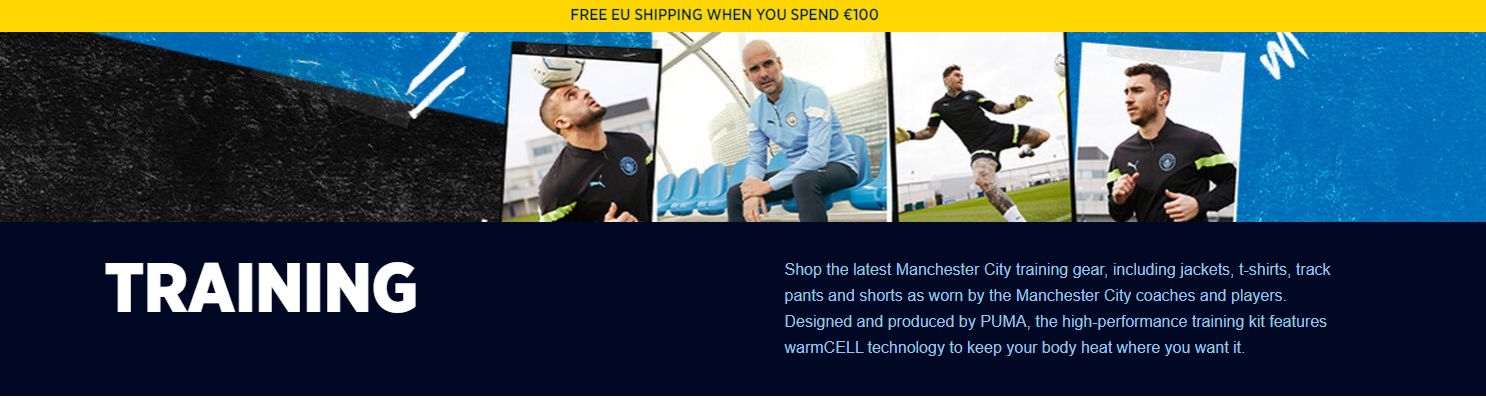 FREE EU SHIPPING WHEN YOU SPEND €100
TRAINING
Shop the latest Manchester City training gear, including jackets, t-shirts, track
pants and shorts as worn by the Manchester City coaches and players.
Designed and produced by PUMA, the high-performance training kit features
warmCELL technology to keep your body heat where you want it.